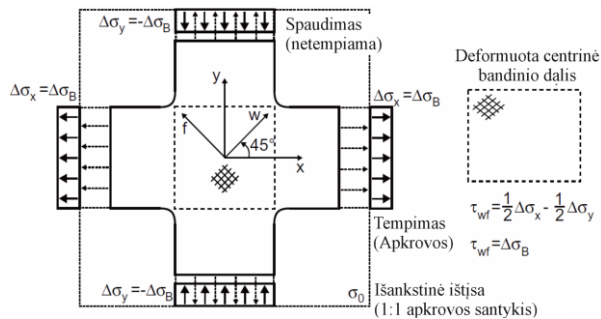 Δσy =-ΔσB
Spaudimas
(netempiama)
Δσx=ΔσB
y
f
w
45°
x
Δσx=ΔσB
Deformuota centrinė
bandinio dalis
τwf=1/2Δσx- 1/2Δσy
τwf=ΔσB
Tempimas
(Apkrovos)
Δσy=-ΔσB
σ0
Išankstinė ištįsa
(1:1 apkrovos santykis)